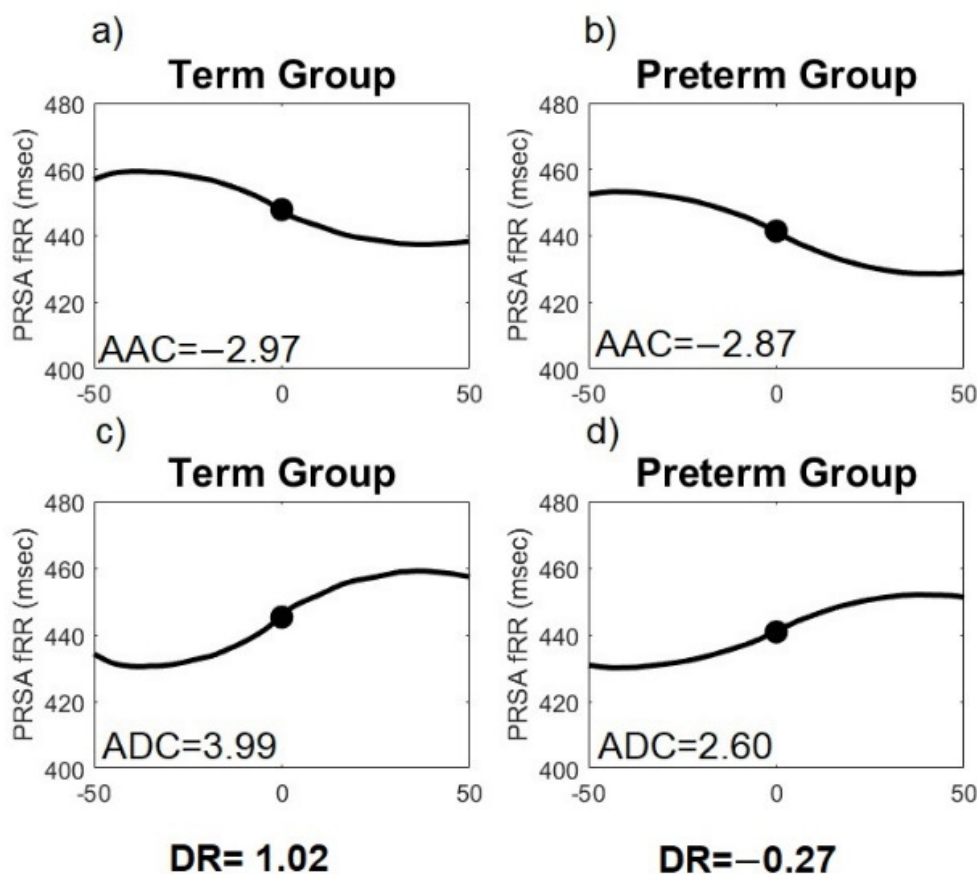 a)
Term Group
PRSA fRR (msec)
480
460
440
420
400
AAC=−2.97
-50 0 50
b)
Preterm Group
PRSA fRR (msec)
480
460
440
420
400
AAC=−2.87
-50 0 50
c)
Term Group
PRSA fRR (msec)
480
460
440
420
400
ADC=3.99
-50 0 50
d)
Preterm Group
PRSA fRR (msec)
480
460
440
420
400
ADC=2.60
-50 0 50
DR= 1.02
DR=−0.27